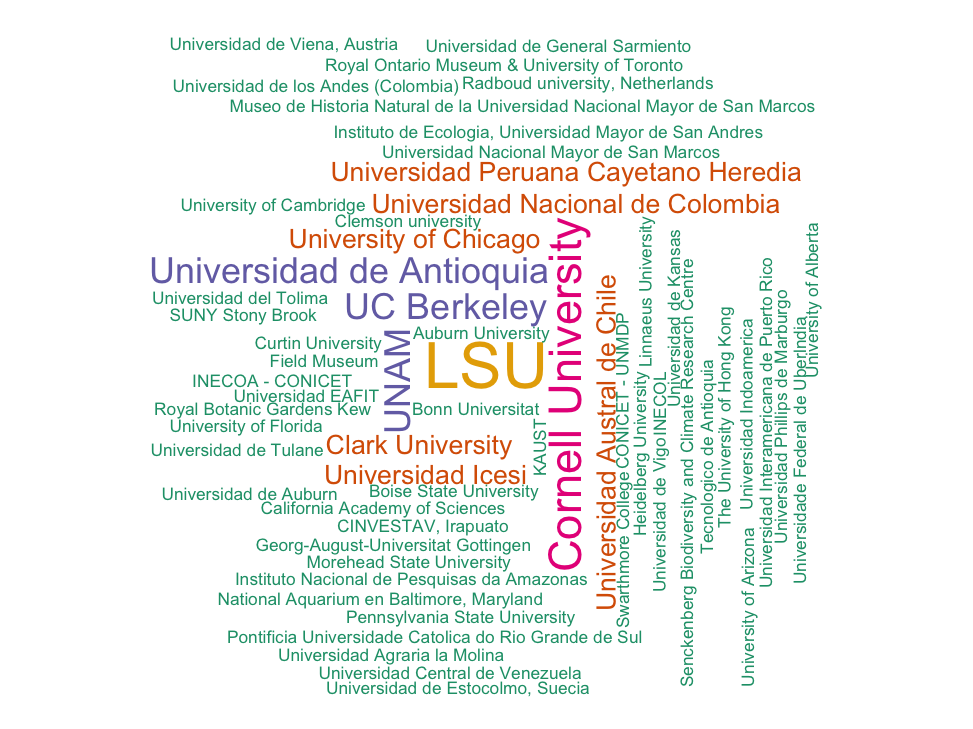 Universidad de Viena, Austria
Universidad de General Sarmiento
Royal Ontario Museum & University of Toronto
Universidad de los Andes (Colombia)
Radboud university, Netherlands
Museo de Historia Natural de la Universidad Nacional Mayor de San Marcos
Instituto de Ecologia, Universidad Mayor de San Andres
Universidad Nacional Mayor de San Marcos
Universidad Peruana Cayetano Heredia
University of Cambridge
Universidad Nacional de Colombia
Clemson university
University of Chicago
Universidad de Antioquia
Universidad del Tolima
UC Berkeley
SUNY Stony Brook
Auburn University
Curtin University
Field Museum
LSU
UNAM
INECOA - CONICET
Universidad EAFIT
Royal Botanic Gardens Kew
Bonn Universitat
University of Florida
Clark University
Universidad de Tulane
Universidad Icesi
KAUST
Cornell University
Universidad Austral de Chile
Swarthmore College
CONICET - UNMDP
Heidelberg University
Linnaeus University
Universidad de Vigo
INECOL
Universidad de Kansas
Senckenberg Biodiversity and Climate Research Centre
Tecnologico de Antioquia
The University of Hong Kong
University of Arizona
Universidad Indoamerica
Universidad Interamericana de Puerto Rico
Universidad Phillips de Marburgo
Universidade Federal de Uberlndia
University of Alberta
Universidad de Auburn
Boise State University
California Academy of Sciences
CINVESTAV, Irapuato
Georg-August-Universitat Gottingen
Morehead State University
Instituto Nacional de Pesquisas da Amazonas
National Aquarium en Baltimore, Maryland
Pennsylvania State University
Pontificia Universidade Catolica do Rio Grande de Sul
Universidad Agraria la Molina
Universidad Central de Venezuela
Universidad de Estocolmo, Suecia